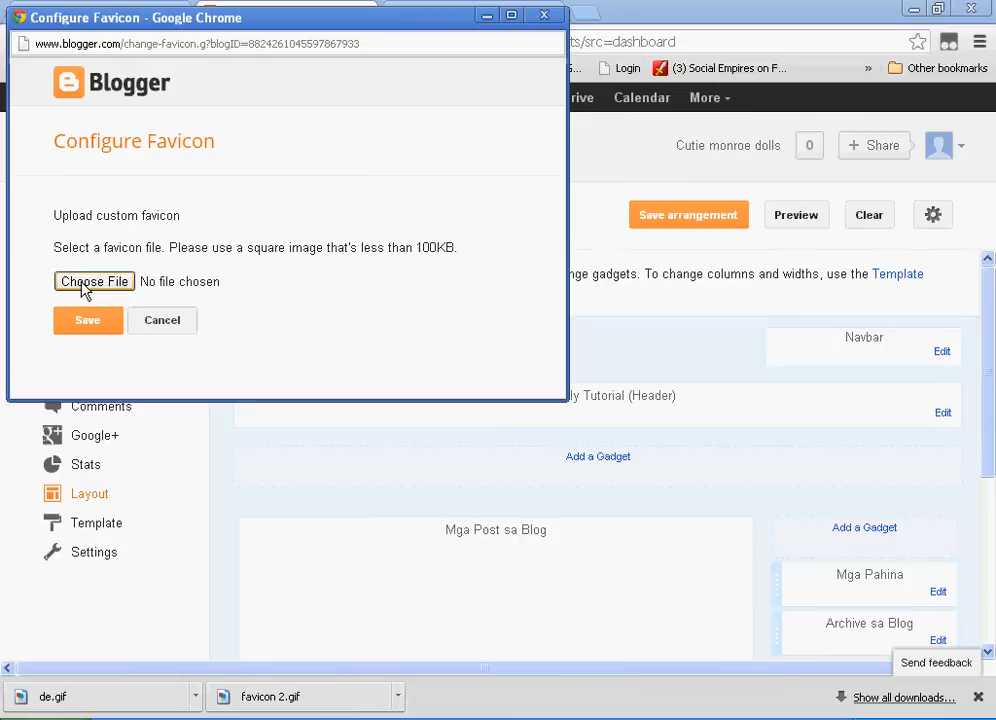 Configure Favicon - Google Chrome
www.blogger.com/change-favicon.g?blogID=8824261045597867933
ts/src=dashboard
S...
Login
(3) Social Empires on F...
»
Other bookmarks
Blogger
rive
Calendar
More
Configure Favicon
Cutie monroe dolls
0
+ Share
Upload custom favicon
Save arrangement
Preview
Clear
Select a favicon file. Please use a square image that's less than 100KB.
nge gadgets. To change columns and widths, use the Template
Choose File
No file chosen
Save
Cancel
Navbar
Edit
ly Tutorial (Header)
Edit
Comments
Google+
Add a Gadget
Stats
Layout
Template
Settings
Mga Post sa Blog
Add a Gadget
Mga Pahina
Edit
Archive sa Blog
Edit
Send feedback
de.gif
favicon 2.gif
Show all downloads...